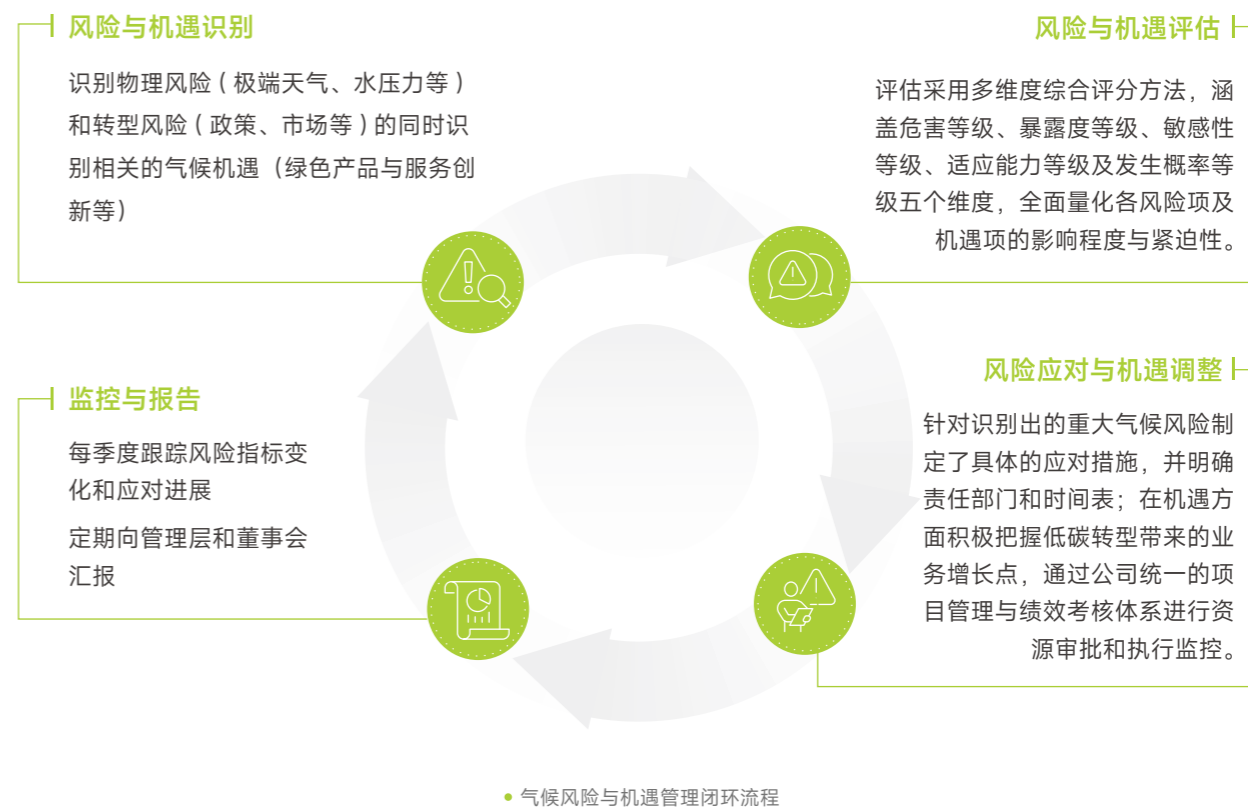 风险与机遇识别
识别物理风险（极端天气、水压力等）
和转型风险（政策、市场等）的同时识
别相关的气候机遇（绿色产品与服务创
新等）
风险与机遇评估
评估采用多维度综合评分方法，涵
盖危害等级、暴露度等级、敏感性
等级、适应能力等级及发生概率等
级五个维度，全面量化各风险项及
机遇项的影响程度与紧迫性。
风险应对与机遇调整
针对识别出的重大气候风险制
定了具体的应对措施，并明确
责任部门和时间表；在机遇方
面积极把握低碳转型带来的业
务增长点，通过公司统一的项
目管理与绩效考核体系进行资
源审批和执行监控。
监控与报告
每季度跟踪风险指标变
化和应对进展
定期向管理层和董事会
汇报
气候风险与机遇管理闭环流程